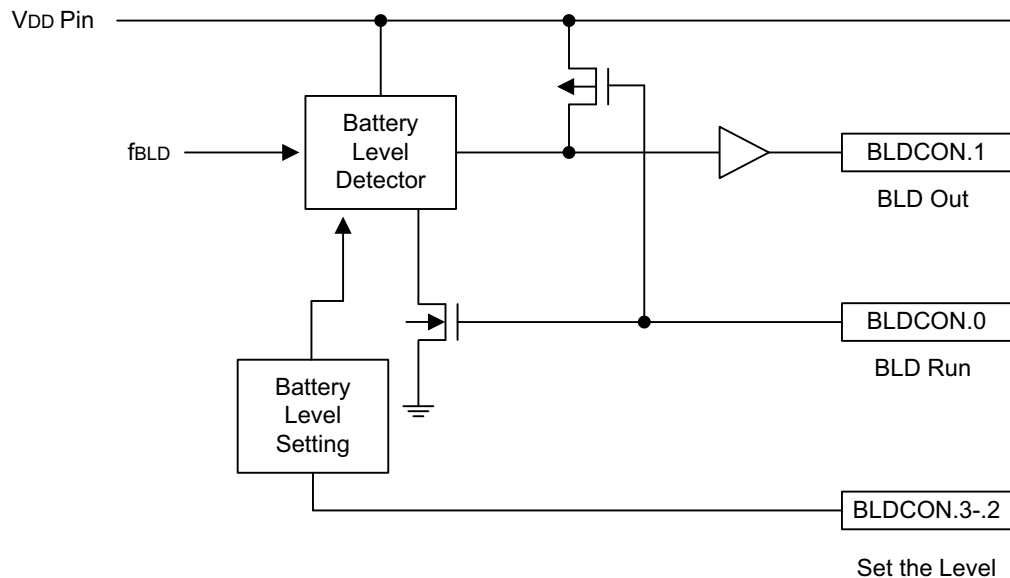 VDD Pin
fBLD
Battery
Level
Detector
BLDCON.1
BLD Out
BLDCON.0
BLD Run
Battery
Level
Setting
BLDCON.3-.2
Set the Level